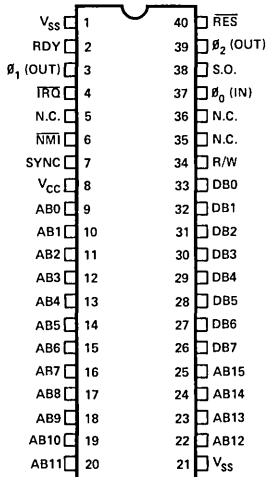 VSS 1 40 R̅E̅S̅
RDY 2 39 Ø2 (OUT)
Ø1 (OUT) 3 38 S.O.
I̅R̅Q̅ 4 37 Ø0 (IN)
N.C. 5 36 N.C.
N̅M̅I̅ 6 35 N.C.
SYNC 7 34 R/W
VCC 8 33 DB0
AB0 9 32 DB1
AB1 10 31 DB2
AB2 11 30 DB3
AB3 12 29 DB4
AB4 13 28 DB5
AB5 14 27 DB6
AB6 15 26 DB7
AB7 16 25 AB15
AB8 17 24 AB14
AB9 18 23 AB13
AB10 19 22 AB12
AB11 20 21 VSS